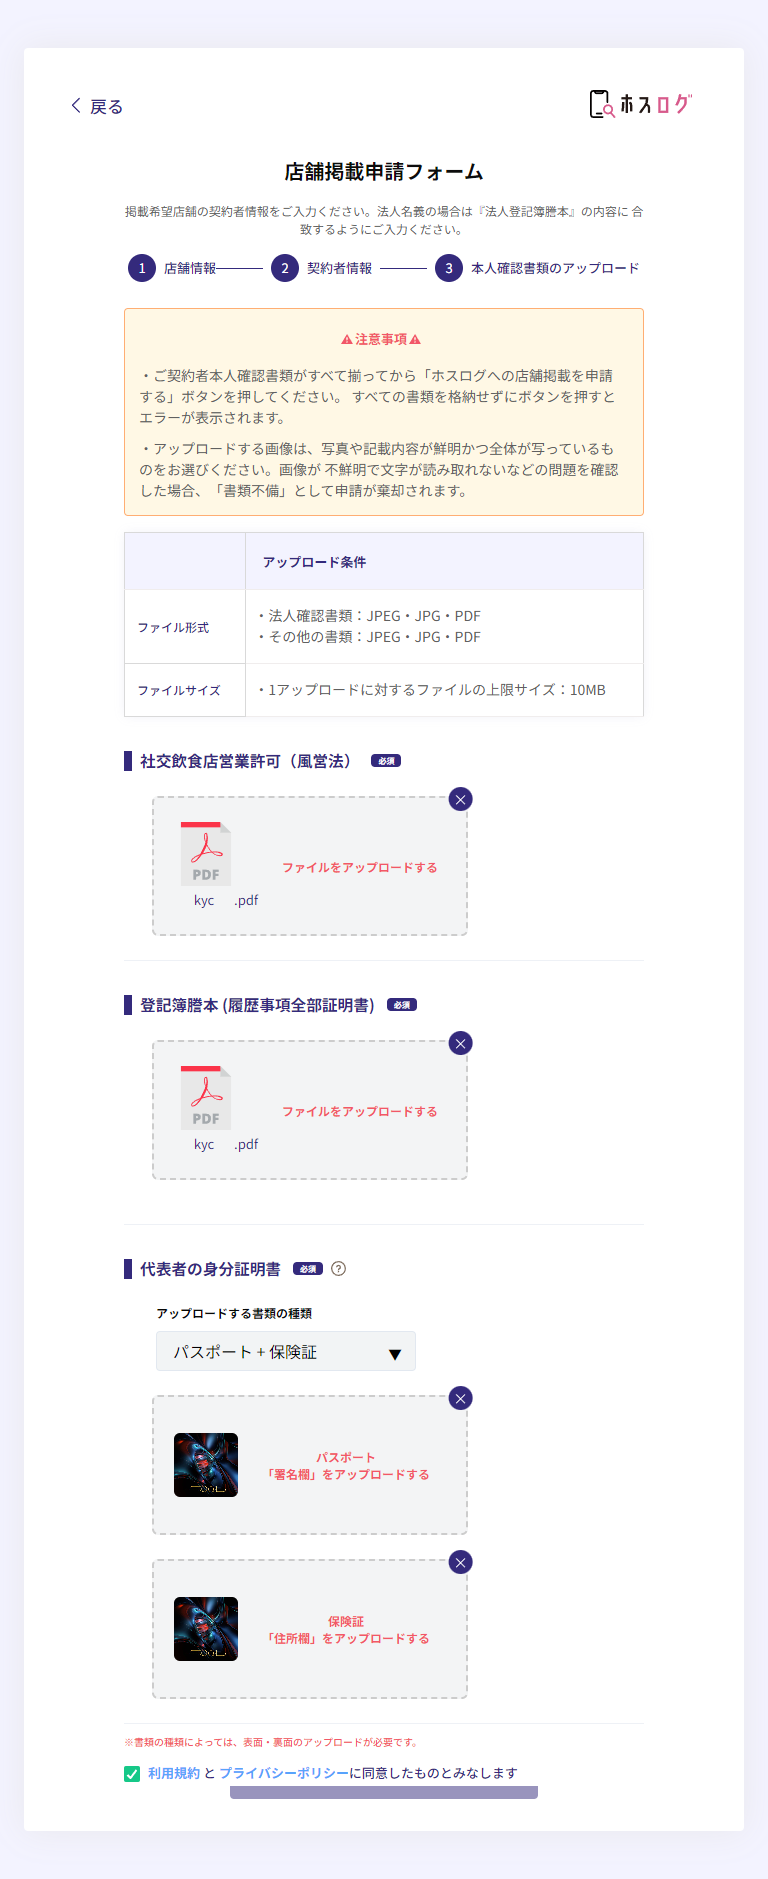 戻る
ホスログ
店舗掲載申請フォーム
掲載希望店舗の契約者情報をご入力ください。法人名義の場合は『法人登記簿謄本』の内容に 合
致するようにご入力ください。
1 店舗情報 2 契約者情報 3 本人確認書類のアップロード
注意事項
・ご契約者本人確認書類がすべて揃ってから「ホスログへの店舗掲載を申請
する」ボタンを押してください。 すべての書類を格納せずにボタンを押すと
エラーが表示されます。
・アップロードする画像は、写真や記載内容が鮮明かつ全体が写っているも
のをお選びください。画像が 不鮮明で文字が読み取れないなどの問題を確認
した場合、「書類不備」として申請が棄却されます。
アップロード条件
ファイル形式
・法人確認書類：JPEG・JPG・PDF
・その他の書類：JPEG・JPG・PDF
ファイルサイズ
・1アップロードに対するファイルの上限サイズ：10MB
社交飲食店営業許可（風営法） 必須
PDF
kyc .pdf
ファイルをアップロードする
登記簿謄本 (履歴事項全部証明書) 必須
PDF
kyc .pdf
ファイルをアップロードする
代表者の身分証明書 必須 ?
アップロードする書類の種類
パスポート + 保険証
パスポート
「署名欄」をアップロードする
保険証
「住所欄」をアップロードする
※書類の種類によっては、表面・裏面のアップロードが必要です。
利用規約 と プライバシーポリシーに同意したものとみなします